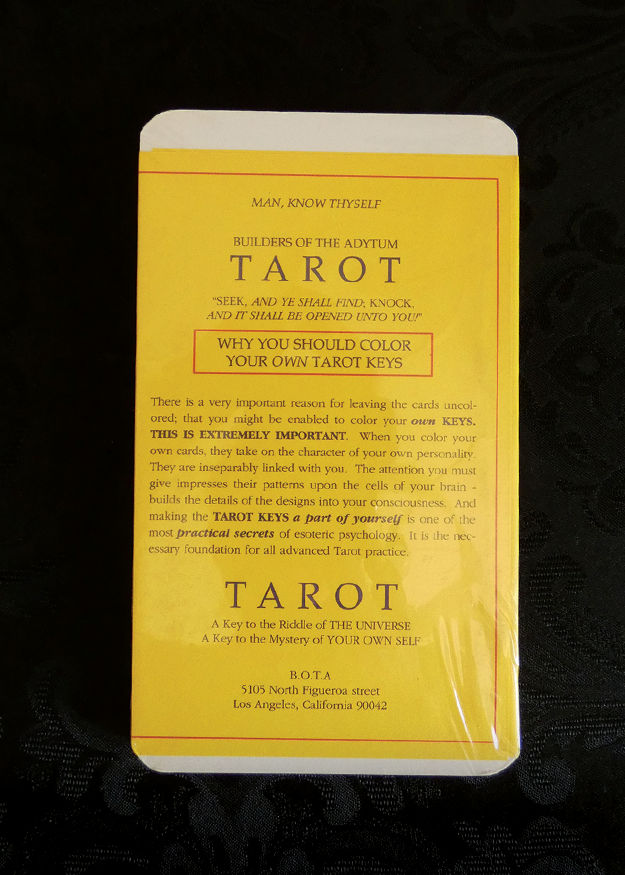 MAN, KNOW THYSELF
BUILDERS OF THE ADYTUM
TAROT
"SEEK, AND YE SHALL FIND; KNOCK,
AND IT SHALL BE OPENED UNTO YOU!"
WHY YOU SHOULD COLOR
YOUR OWN TAROT KEYS
There is a very important reason for leaving the cards uncol-
ored; that you might be enabled to color your own KEYS.
THIS IS EXTREMELY IMPORTANT. When you color your
own cards, they take on the character of your own personality.
They are inseparably linked with you. The attention you must
give impresses their patterns upon the cells of your brain -
builds the details of the designs into your consciousness. And
making the TAROT KEYS a part of yourself is one of the
most practical secrets of esoteric psychology. It is the nec-
essary foundation for all advanced Tarot practice.
TAROT
A Key to the Riddle of THE UNIVERSE
A Key to the Mystery of YOUR OWN SELF
B.O.T.A
5105 North Figueroa street
Los Angeles, California 90042